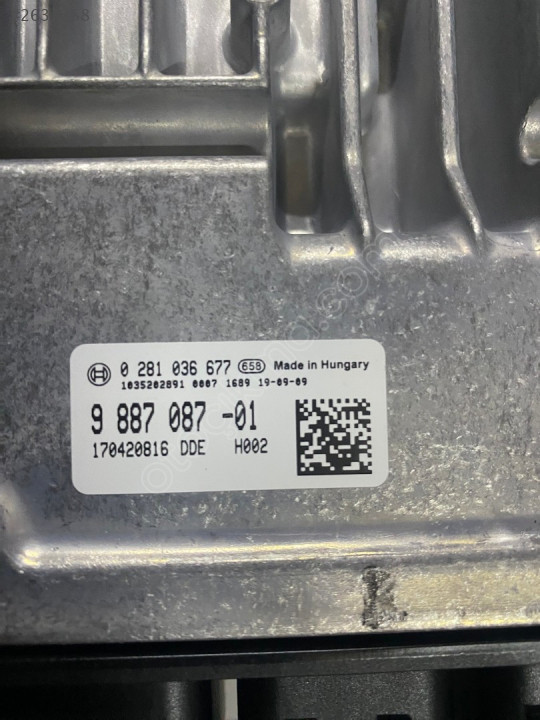 0 281 036 677 658 Made in Hungary
1035202891 0007 1689 19-09-09
9 887 087 -01
170420816 DDE H002